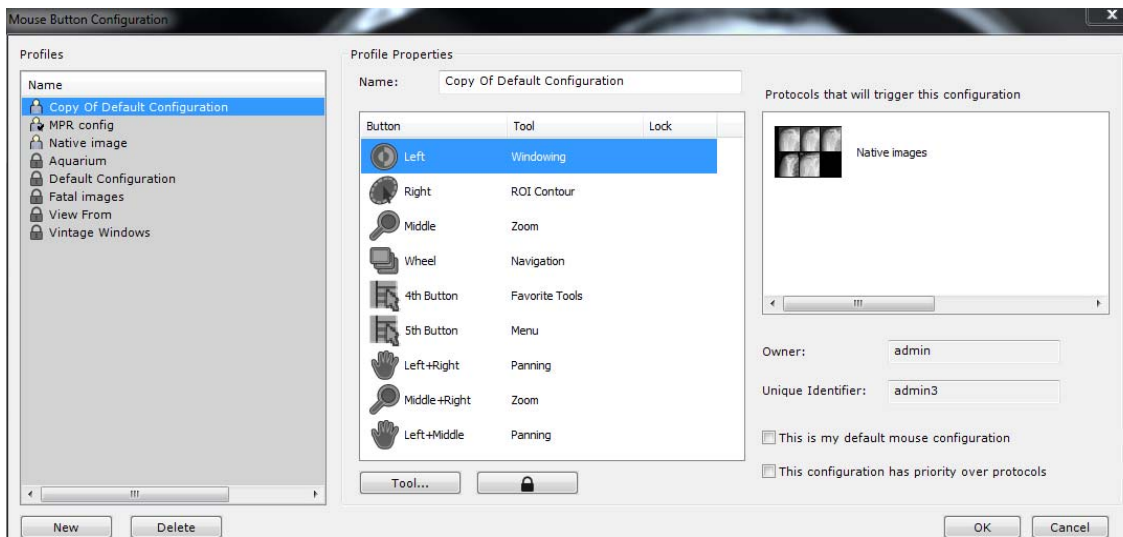 Mouse Button Configuration
x
Profiles
Name
Copy Of Default Configuration
MPR config
Native image
Aquarium
Default Configuration
Fatal images
View From
Vintage Windows
New
Delete
Profile Properties
Name:
Copy Of Default Configuration
Button Tool Lock
Left Windowing
Right ROI Contour
Middle Zoom
Wheel Navigation
4th Button Favorite Tools
5th Button Menu
Left+Right Panning
Middle+Right Zoom
Left+Middle Panning
Tool...
Protocols that will trigger this configuration
Native images
Owner: admin
Unique Identifier: admin3
This is my default mouse configuration
This configuration has priority over protocols
OK
Cancel